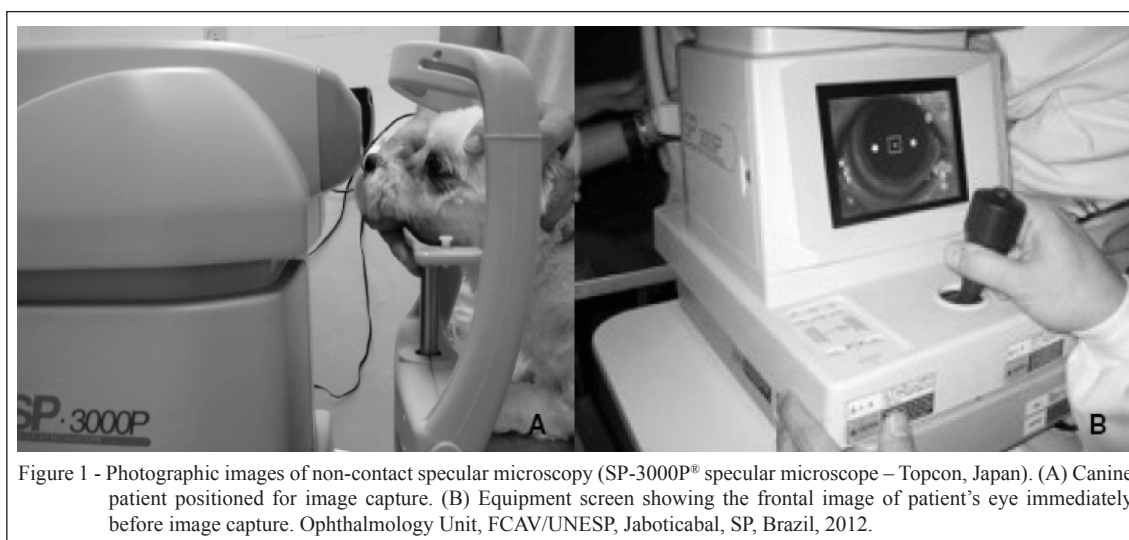 SP·3000P
A
SP
B
Figure 1 - Photographic images of non-contact specular microscopy (SP-3000P® specular microscope – Topcon, Japan). (A) Canine
patient positioned for image capture. (B) Equipment screen showing the frontal image of patient's eye immediately
before image capture. Ophthalmology Unit, FCAV/UNESP, Jaboticabal, SP, Brazil, 2012.